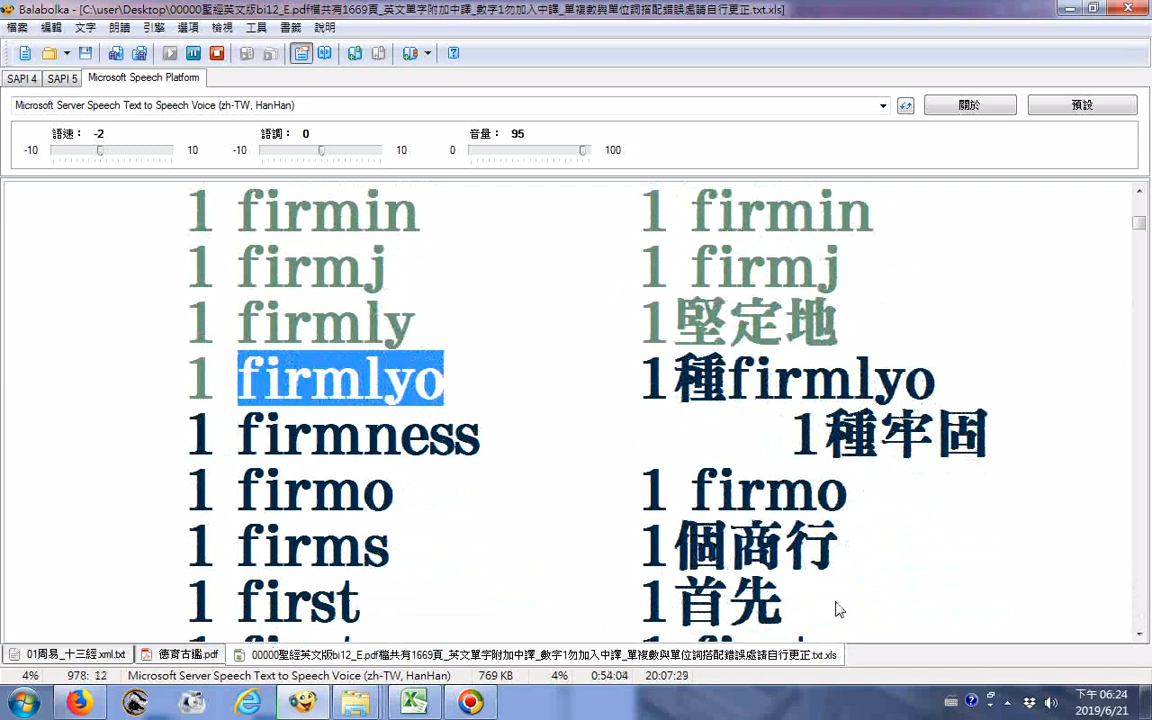 Balabolka - [C:\user\Desktop\00000聖經英文版bi12_E.pdf檔共有1669頁_英文單字附加中譯_數字1勿加入中譯_單複數與單位詞搭配錯誤處請自行更正.txt.xls]
檔案 編輯 文字 朗讀 引擎 選項 檢視 工具 書籤 說明
SAPI 4 SAPI 5 Microsoft Speech Platform
Microsoft Server Speech Text to Speech Voice (zh-TW, HanHan) 關於 預設
語速： -2 語調： 0 音量： 95
-10 10 -10 10 0 100
1 firmin 1 firmin
1 firmj 1 firmj
1 firmly 1堅定地
1 firmlyo 1種firmlyo
1 firmness 1種牢固
1 firmo 1 firmo
1 firms 1個商行
1 first 1首先
01周易_十三經.xml.txt 德育古鑑.pdf 00000聖經英文版bi12_E.pdf檔共有1669頁_英文單字附加中譯_數字1勿加入中譯_單複數與單位詞搭配錯誤處請自行更正.txt.xls
4% 978: 12 Microsoft Server Speech Text to Speech Voice (zh-TW, HanHan) 769 KB 4% 0:54:04 20:07:29
下午 06:24
2019/6/21